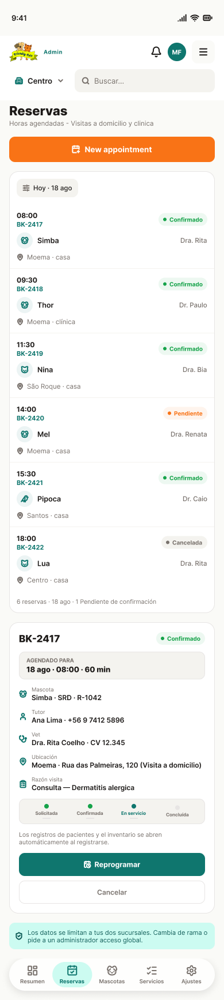 9:41
Friendly-Pets
Admin
MF
Centro
Buscar...
Reservas
Horas agendadas - Visitas a domicilio y clinica
New appointment
Hoy · 18 ago
08:00
BK-2417
Confirmado
Simba
Dra. Rita
Moema · casa
09:30
BK-2418
Confirmado
Thor
Dr. Paulo
Moema · clínica
11:30
BK-2419
Confirmado
Nina
Dra. Bia
São Roque · casa
14:00
BK-2420
Pendiente
Mel
Dra. Renata
Moema · casa
15:30
BK-2421
Confirmado
Pipoca
Dr. Caio
Santos · casa
18:00
BK-2422
Cancelada
Lua
Dra. Rita
Centro · casa
6 reservas · 18 ago · 1 Pendiente de confirmación
BK-2417
Confirmado
AGENDADO PARA
18 ago · 08:00 · 60 min
Mascota
Simba · SRD · R-1042
Tutor
Ana Lima · +56 9 7412 5896
Vet
Dra. Rita Coelho · CV 12.345
Ubicación
Moema · Rua das Palmeiras, 120 (Visita a domicilio)
Razón visita
Consulta — Dermatitis alergica
Solicitada
Confirmada
En servicio
Concluída
Los registros de pacientes y el inventario se abren
automáticamente al registrarse.
Reprogramar
Cancelar
Los datos se limitan a tus dos sucursales. Cambia de rama o
pide a un administrador acceso global.
Resumen
Reservas
Mascotas
Servicios
Ajustes